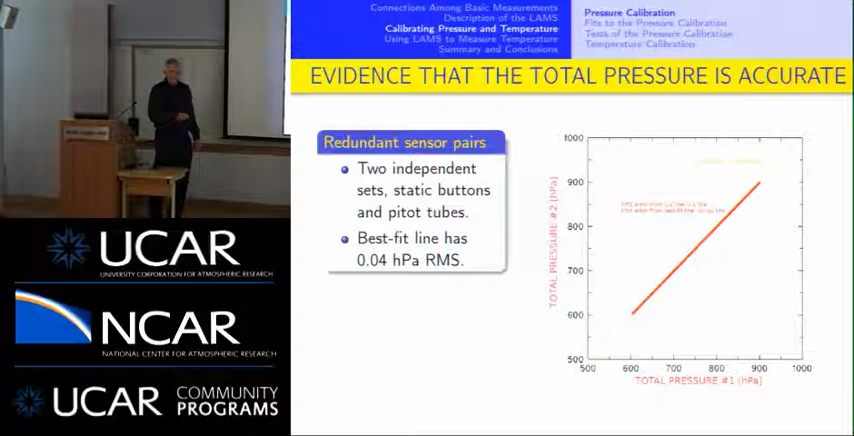 Connections Among Basic Measurements
Description of the LAMS
Calibrating Pressure and Temperature
Using LAMS to Measure Temperature
Summary and Conclusions
Pressure Calibration
Fits to the Pressure Calibration
Tests of the Pressure Calibration
Temperature Calibration
EVIDENCE THAT THE TOTAL PRESSURE IS ACCURATE
Redundant sensor pairs
Two independent
sets, static buttons
and pitot tubes.
Best-fit line has
0.04 hPa RMS.
TOTAL PRESSURE #2 [hPa]
1000
900
800
700
600
500
500
600
700
800
900
1000
TOTAL PRESSURE #1 [hPa]
UCAR
UNIVERSITY CORPORATION FOR ATMOSPHERIC RESEARCH
NCAR
NATIONAL CENTER FOR ATMOSPHERIC RESEARCH
UCAR
COMMUNITY
PROGRAMS